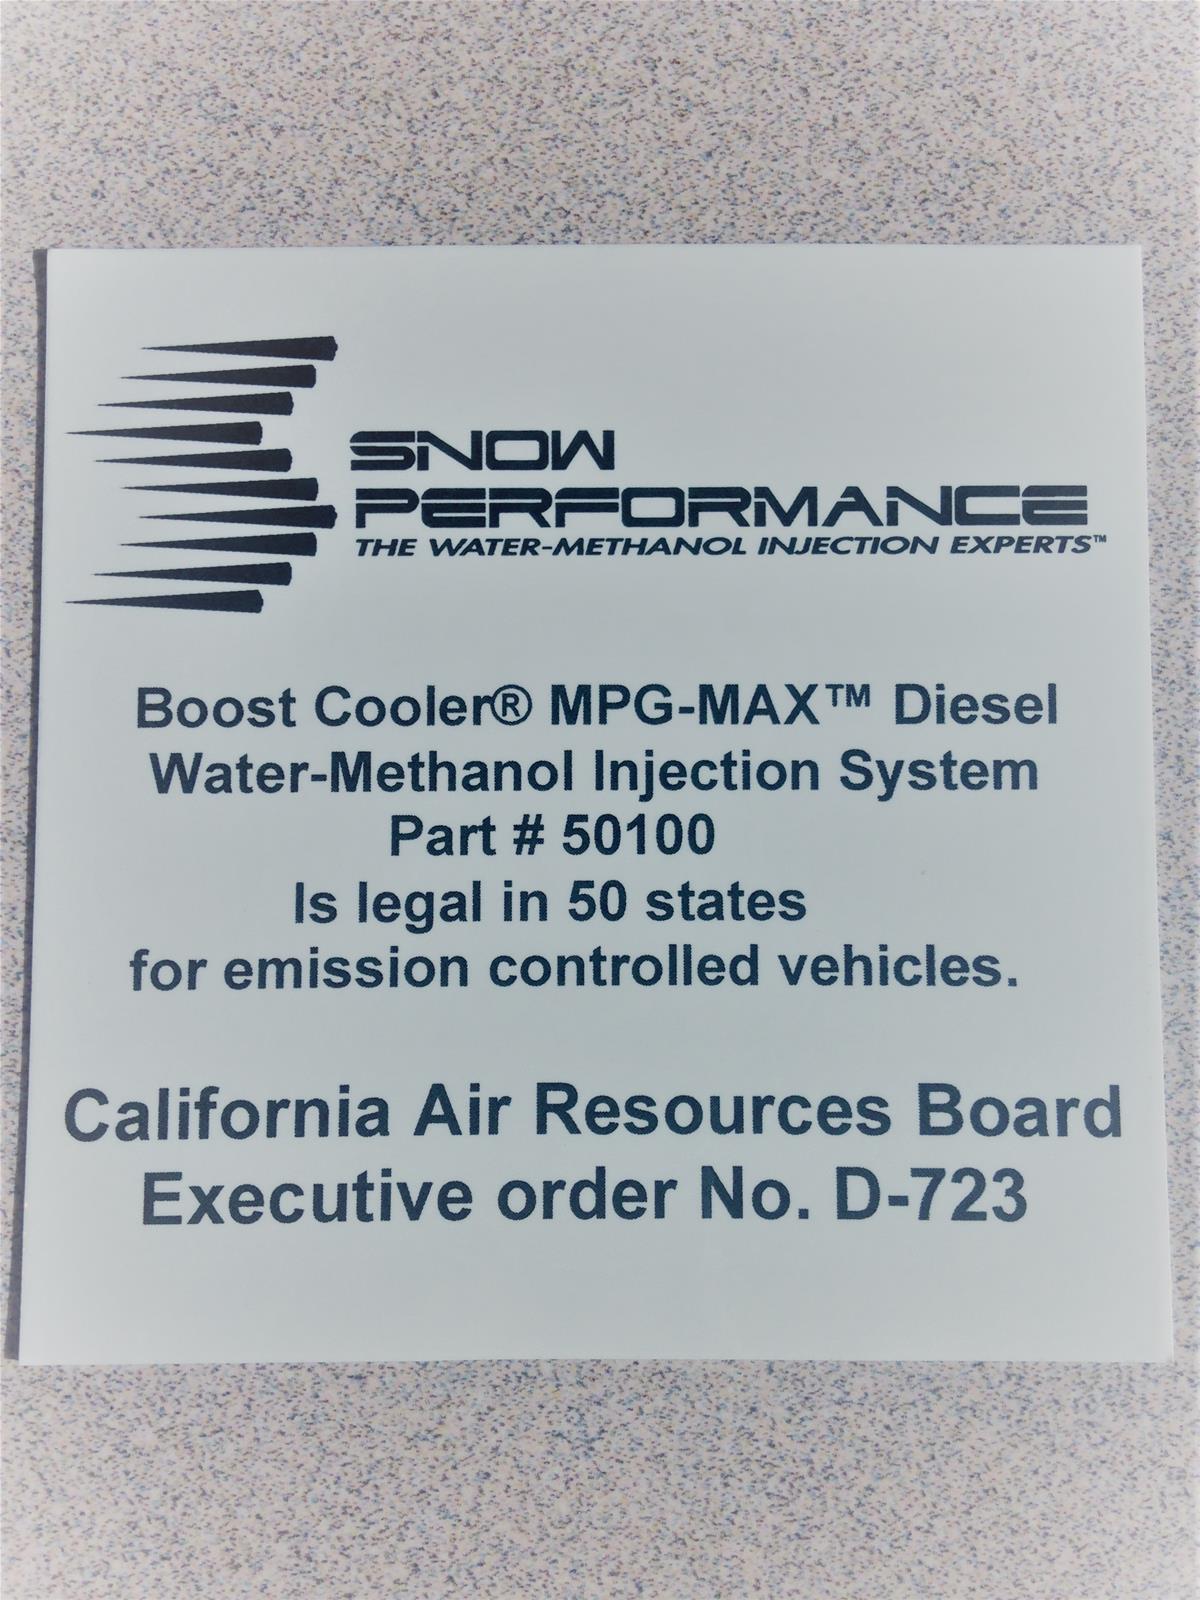 SNOW
PERFORMANCE
THE WATER-METHANOL INJECTION EXPERTS™
Boost Cooler® MPG-MAX™ Diesel
Water-Methanol Injection System
Part # 50100
Is legal in 50 states
for emission controlled vehicles.
California Air Resources Board
Executive order No. D-723